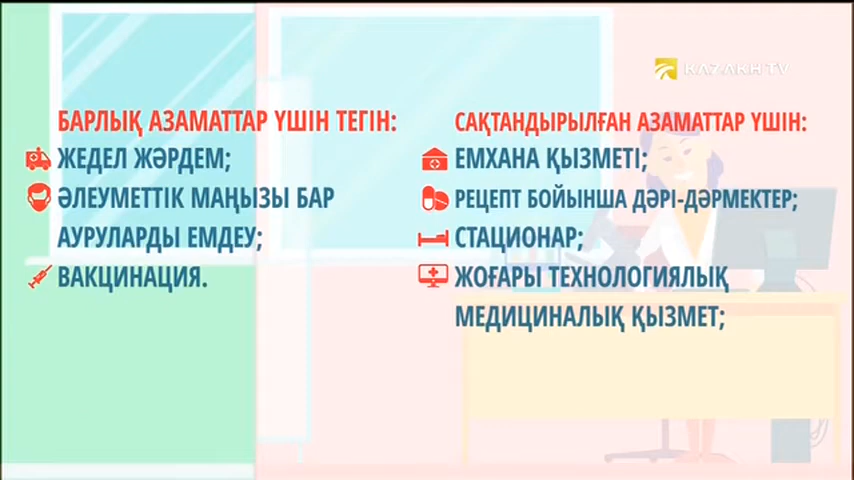 KAZAKH TV
БАРЛЫҚ АЗАМАТТАР ҮШІН ТЕГІН:
ЖЕДЕЛ ЖӘРДЕМ;
ӘЛЕУМЕТТІК МАҢЫЗЫ БАР
АУРУЛАРДЫ ЕМДЕУ;
ВАКЦИНАЦИЯ.
САҚТАНДЫРЫЛҒАН АЗАМАТТАР ҮШІН:
ЕМХАНА ҚЫЗМЕТІ;
РЕЦЕПТ БОЙЫНША ДӘРІ-ДӘРМЕКТЕР;
СТАЦИОНАР;
ЖОҒАРЫ ТЕХНОЛОГИЯЛЫҚ
МЕДИЦИНАЛЫҚ ҚЫЗМЕТ;